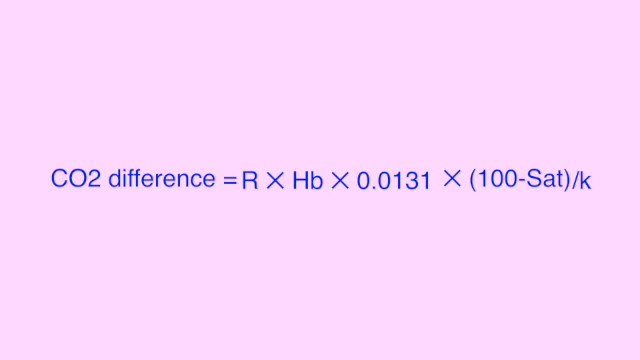 CO2 difference = R × Hb × 0.0131 × (100-Sat)/k